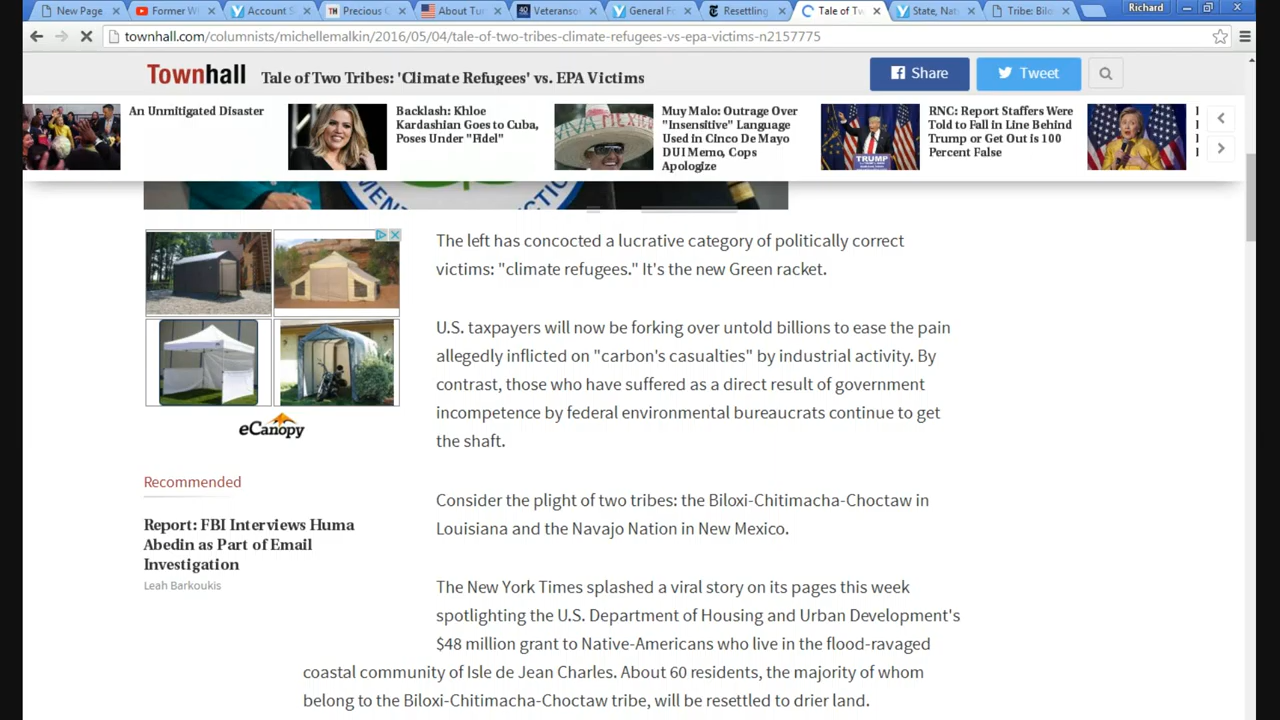 New Page
Former W
Account S
TH Precious G
About Tur
Veteranso
General Fe
Resettling
Tale of Tw
State, Nat
Tribe: Bilo
Richard
townhall.com/columnists/michellemalkin/2016/05/04/tale-of-two-tribes-climate-refugees-vs-epa-victims-n2157775
Townhall
Tale of Two Tribes: 'Climate Refugees' vs. EPA Victims
Share
Tweet
An Unmitigated Disaster
Backlash: Khloe
Kardashian Goes to Cuba,
Poses Under "Fidel"
Muy Malo: Outrage Over
"Insensitive" Language
Used in Cinco De Mayo
DUI Memo, Cops
Apologize
TRUMP
RNC: Report Staffers Were
Told to Fall in Line Behind
Trump or Get Out is 100
Percent False
The left has concocted a lucrative category of politically correct
victims: "climate refugees." It's the new Green racket.
U.S. taxpayers will now be forking over untold billions to ease the pain
allegedly inflicted on "carbon's casualties" by industrial activity. By
contrast, those who have suffered as a direct result of government
incompetence by federal environmental bureaucrats continue to get
the shaft.
eCanopy
Recommended
Report: FBI Interviews Huma
Abedin as Part of Email
Investigation
Leah Barkoukis
Consider the plight of two tribes: the Biloxi-Chitimacha-Choctaw in
Louisiana and the Navajo Nation in New Mexico.
The New York Times splashed a viral story on its pages this week
spotlighting the U.S. Department of Housing and Urban Development's
$48 million grant to Native-Americans who live in the flood-ravaged
coastal community of Isle de Jean Charles. About 60 residents, the majority of whom
belong to the Biloxi-Chitimacha-Choctaw tribe, will be resettled to drier land.